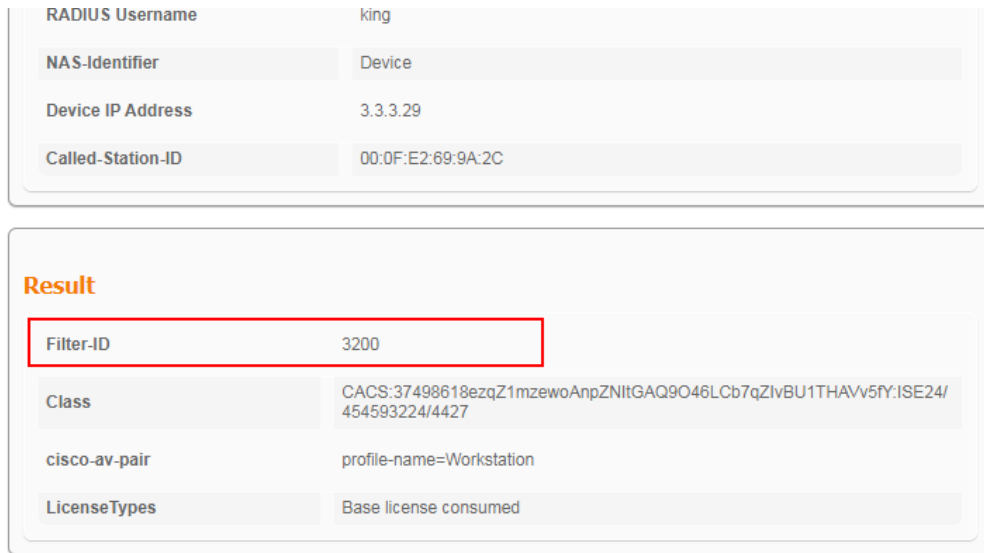 RADIUS Username king
NAS-Identifier Device
Device IP Address 3.3.3.29
Called-Station-ID 00:0F:E2:69:9A:2C
Result
Filter-ID 3200
Class CACS:37498618ezqZ1mzewoAnpZNItGAQ9O46LCb7qZIvBU1THAVv5fY:ISE24/
454593224/4427
cisco-av-pair profile-name=Workstation
LicenseTypes Base license consumed